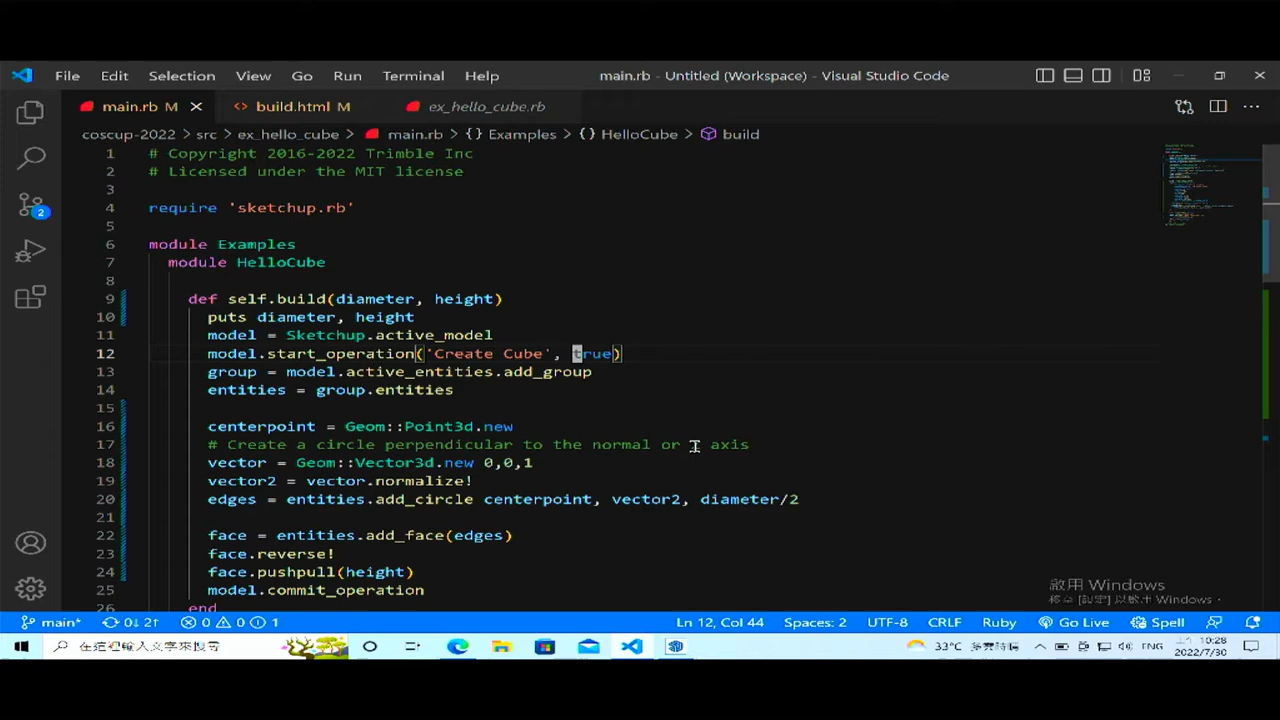 File Edit Selection View Go Run Terminal Help main.rb - Untitled (Workspace) - Visual Studio Code
main.rb M build.html M ex_hello_cube.rb
coscup-2022 > src > ex_hello_cube > main.rb > {} Examples > {} HelloCube > build
1 # Copyright 2016-2022 Trimble Inc
2 # Licensed under the MIT license
3
4 require 'sketchup.rb'
5
6 module Examples
7 module HelloCube
8
9 def self.build(diameter, height)
10 puts diameter, height
11 model = Sketchup.active_model
12 model.start_operation('Create Cube', true)
13 group = model.active_entities.add_group
14 entities = group.entities
15
16 centerpoint = Geom::Point3d.new
17 # Create a circle perpendicular to the normal or axis
18 vector = Geom::Vector3d.new 0,0,1
19 vector2 = vector.normalize!
20 edges = entities.add_circle centerpoint, vector2, diameter/2
21
22 face = entities.add_face(edges)
23 face.reverse!
24 face.pushpull(height)
25 model.commit_operation
26 end
2
啟用 Windows
移至 [設定] 以啟用 Windows。
main* 0↓ 2↑ 0 0 1 Ln 12, Col 44 Spaces: 2 UTF-8 CRLF Ruby Go Live Spell
在這裡輸入文字來搜尋 33°C 多雲時晴 ENG 上午 10:28
2022/7/30